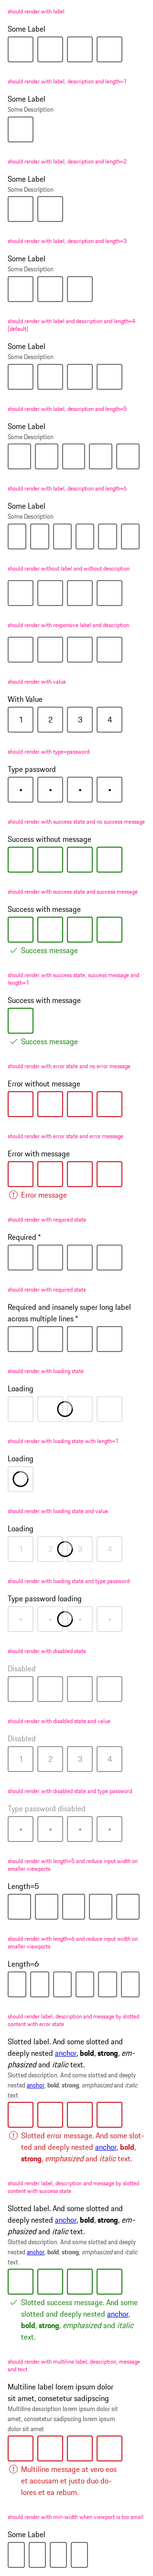 should render with label
Some Label
should render with label, description and length=1
Some Label
Some Description
should render with label, description and length=2
Some Label
Some Description
should render with label, description and length=3
Some Label
Some Description
should render with label and description and length=4
(default)
Some Label
Some Description
should render with label, description and length=5
Some Label
Some Description
should render with label, description and length=6
Some Label
Some Description
should render without label and without description
should render with responsive label and description
should render with value
With Value
1 2 3 4
should render with type=password
Type password
• • • •
should render with success state and no success message
Success without message
should render with success state and success message
Success with message
Success message
should render with success state, success message and
length=1
Success with message
Success message
should render with error state and no error message
Error without message
should render with error state and error message
Error with message
Error message
should render with required state
Required *
should render with required state
Required and insanely super long label
across multiple lines *
should render with loading state
Loading
should render with loading state with length=1
Loading
should render with loading state and value
Loading
1 2 3 4
should render with loading state and type password
Type password loading
• • • •
should render with disabled state
Disabled
should render with disabled state and value
Disabled
1 2 3 4
should render with disabled state and type password
Type password disabled
• • • •
should render with length=5 and reduce input width on
smaller viewports
Length=5
should render with length=6 and reduce input width on
smaller viewports
Length=6
should render label, description and message by slotted
content with error state
Slotted label. And some slotted and
deeply nested anchor, bold, strong, em-
phasized and italic text.
Slotted description. And some slotted and deeply
nested anchor, bold, strong, emphasized and italic
text.
Slotted error message. And some slot-
ted and deeply nested anchor, bold,
strong, emphasized and italic text.
should render label, description and message by slotted
content with success state
Slotted label. And some slotted and
deeply nested anchor, bold, strong, em-
phasized and italic text.
Slotted description. And some slotted and deeply
nested anchor, bold, strong, emphasized and italic
text.
Slotted success message. And some
slotted and deeply nested anchor,
bold, strong, emphasized and italic
text.
should render with multiline label, description, message
and text
Multiline label lorem ipsum dolor
sit amet, consetetur sadipscing
Multiline description lorem ipsum dolor sit
amet, consetetur sadipscing lorem ipsum
dolor sit amet
Multiline message at vero eos
et accusam et justo duo do-
lores et ea rebum.
should render with min-width when viewport is too small
Some Label